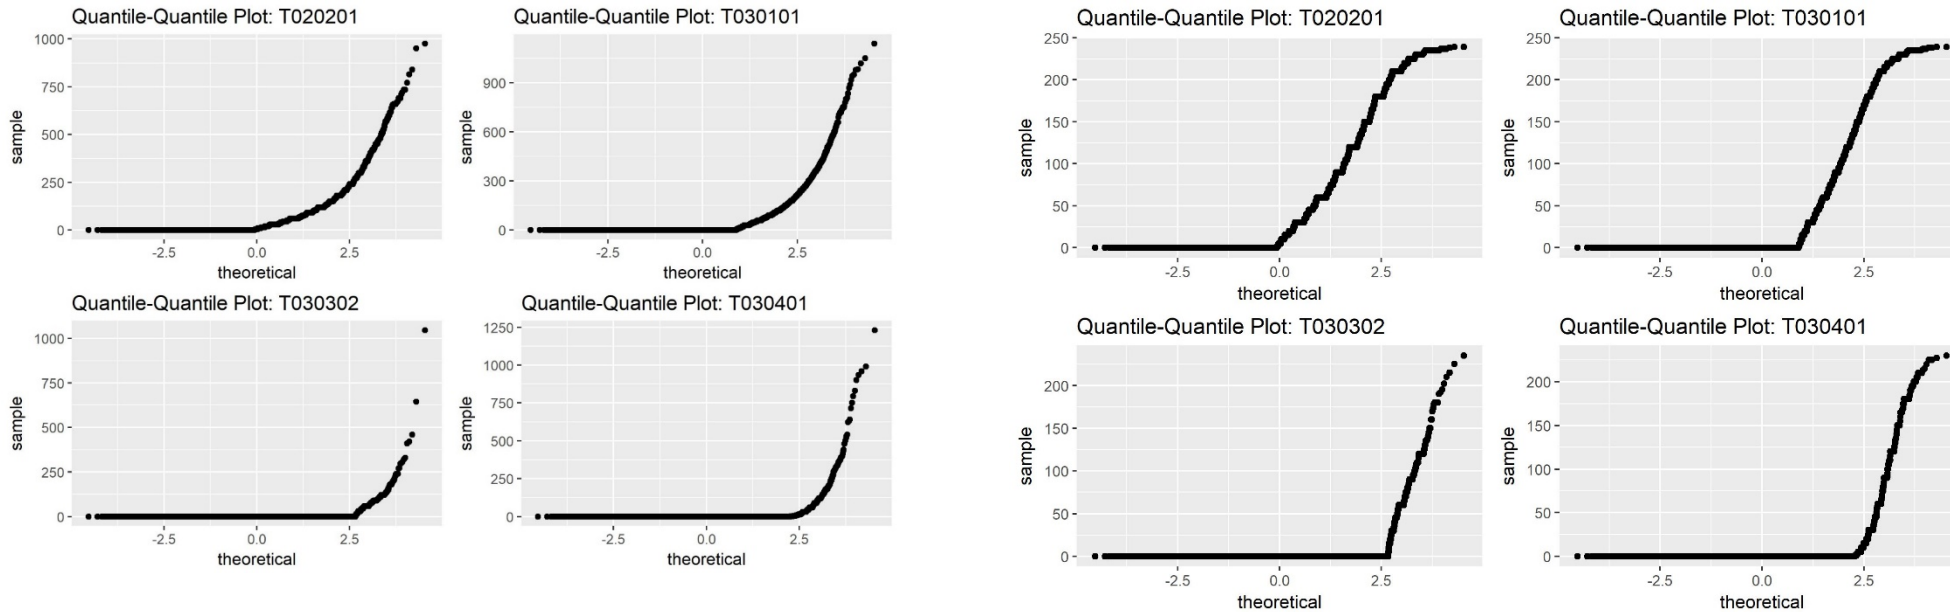 Quantile-Quantile Plot: T020201
1000
750
500
250
0
sample
-2.5 0.0 2.5
theoretical
Quantile-Quantile Plot: T030101
900
600
300
0
sample
-2.5 0.0 2.5
theoretical
Quantile-Quantile Plot: T030302
1000
750
500
250
0
sample
-2.5 0.0 2.5
theoretical
Quantile-Quantile Plot: T030401
1250
1000
750
500
250
0
sample
-2.5 0.0 2.5
theoretical
Quantile-Quantile Plot: T020201
250
200
150
100
50
0
sample
-2.5 0.0 2.5
theoretical
Quantile-Quantile Plot: T030101
250
200
150
100
50
0
sample
-2.5 0.0 2.5
theoretical
Quantile-Quantile Plot: T030302
200
150
100
50
0
sample
-2.5 0.0 2.5
theoretical
Quantile-Quantile Plot: T030401
200
150
100
50
0
sample
-2.5 0.0 2.5
theoretical